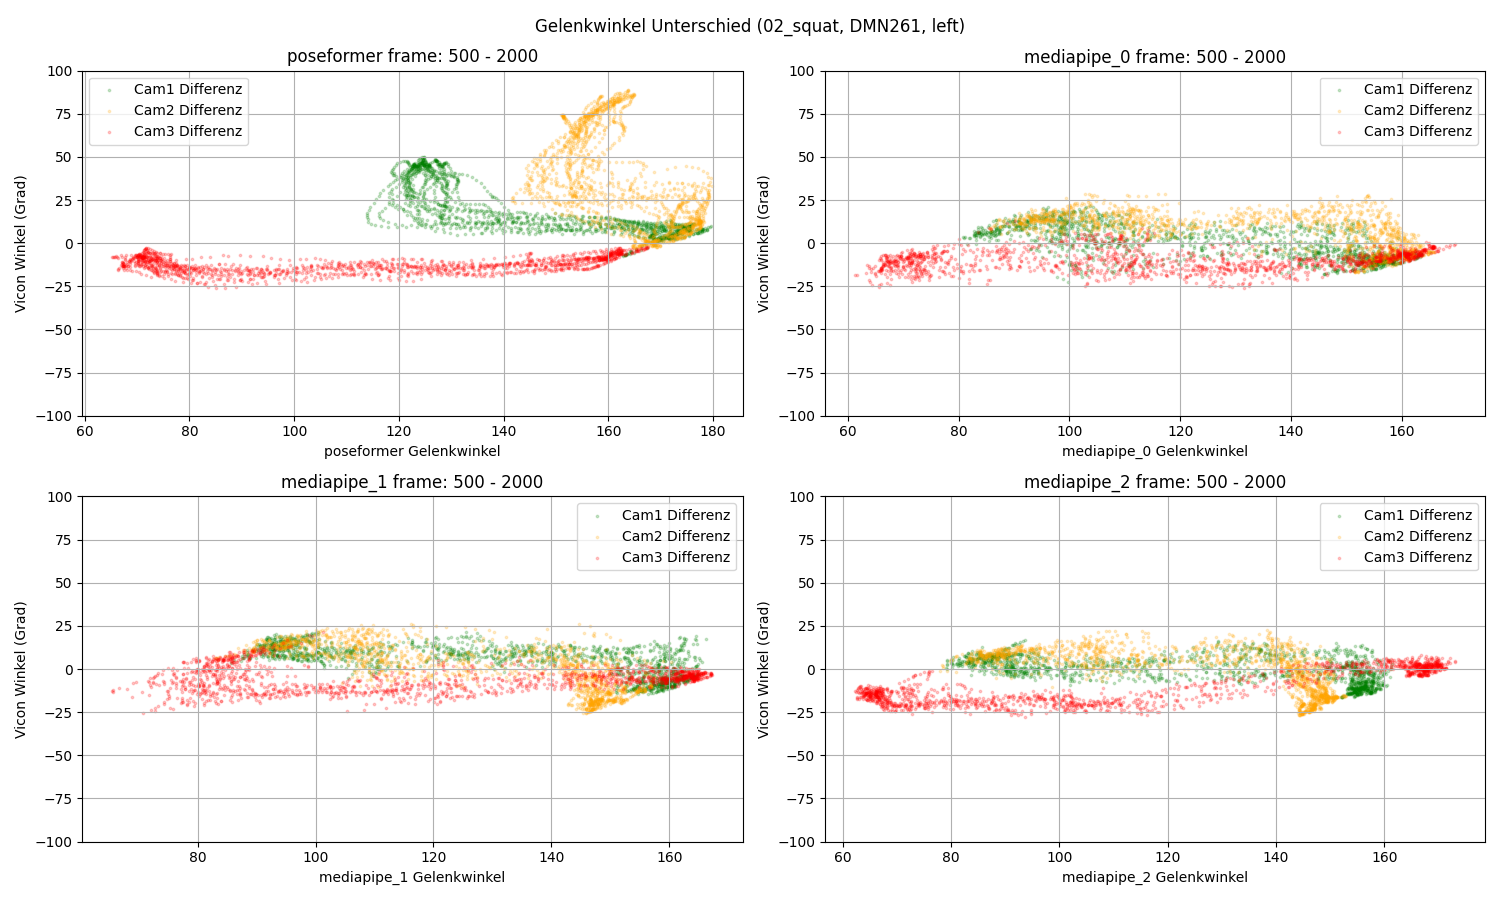 Gelenkwinkel Unterschied (02_squat, DMN261, left)
poseformer frame: 500 - 2000
Cam1 Differenz
Cam2 Differenz
Cam3 Differenz
100
75
50
25
0
−25
−50
−75
−100
Vicon Winkel (Grad)
60 80 100 120 140 160 180
poseformer Gelenkwinkel
mediapipe_0 frame: 500 - 2000
Cam1 Differenz
Cam2 Differenz
Cam3 Differenz
100
75
50
25
0
−25
−50
−75
−100
Vicon Winkel (Grad)
60 80 100 120 140 160
mediapipe_0 Gelenkwinkel
mediapipe_1 frame: 500 - 2000
Cam1 Differenz
Cam2 Differenz
Cam3 Differenz
100
75
50
25
0
−25
−50
−75
−100
Vicon Winkel (Grad)
80 100 120 140 160
mediapipe_1 Gelenkwinkel
mediapipe_2 frame: 500 - 2000
Cam1 Differenz
Cam2 Differenz
Cam3 Differenz
100
75
50
25
0
−25
−50
−75
−100
Vicon Winkel (Grad)
60 80 100 120 140 160
mediapipe_2 Gelenkwinkel